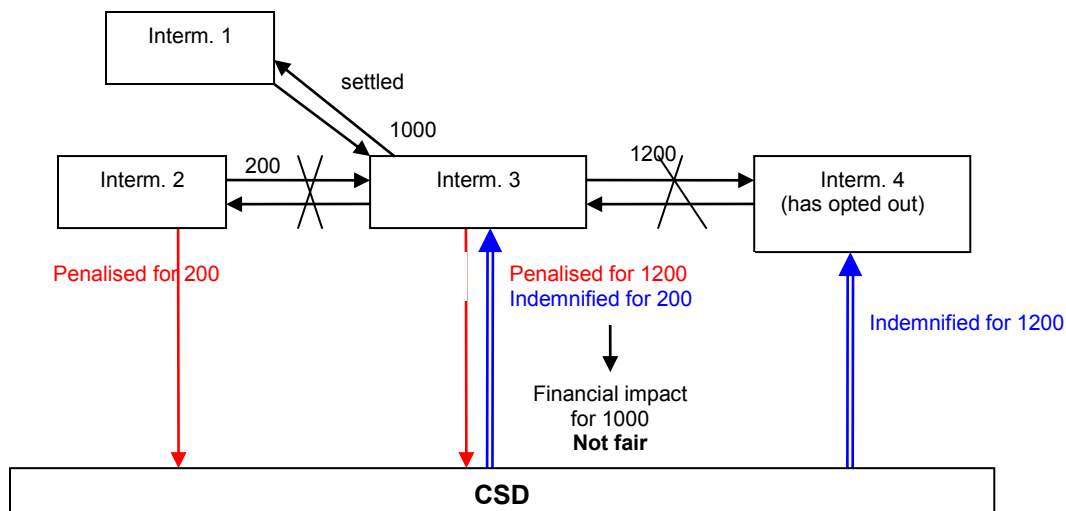 Interm. 1
settled
1000
Interm. 2
200
Interm. 3
1200
Interm. 4
(has opted out)
Penalised for 200
Penalised for 1200
Indemnified for 200
Indemnified for 1200
Financial impact
for 1000
Not fair
CSD